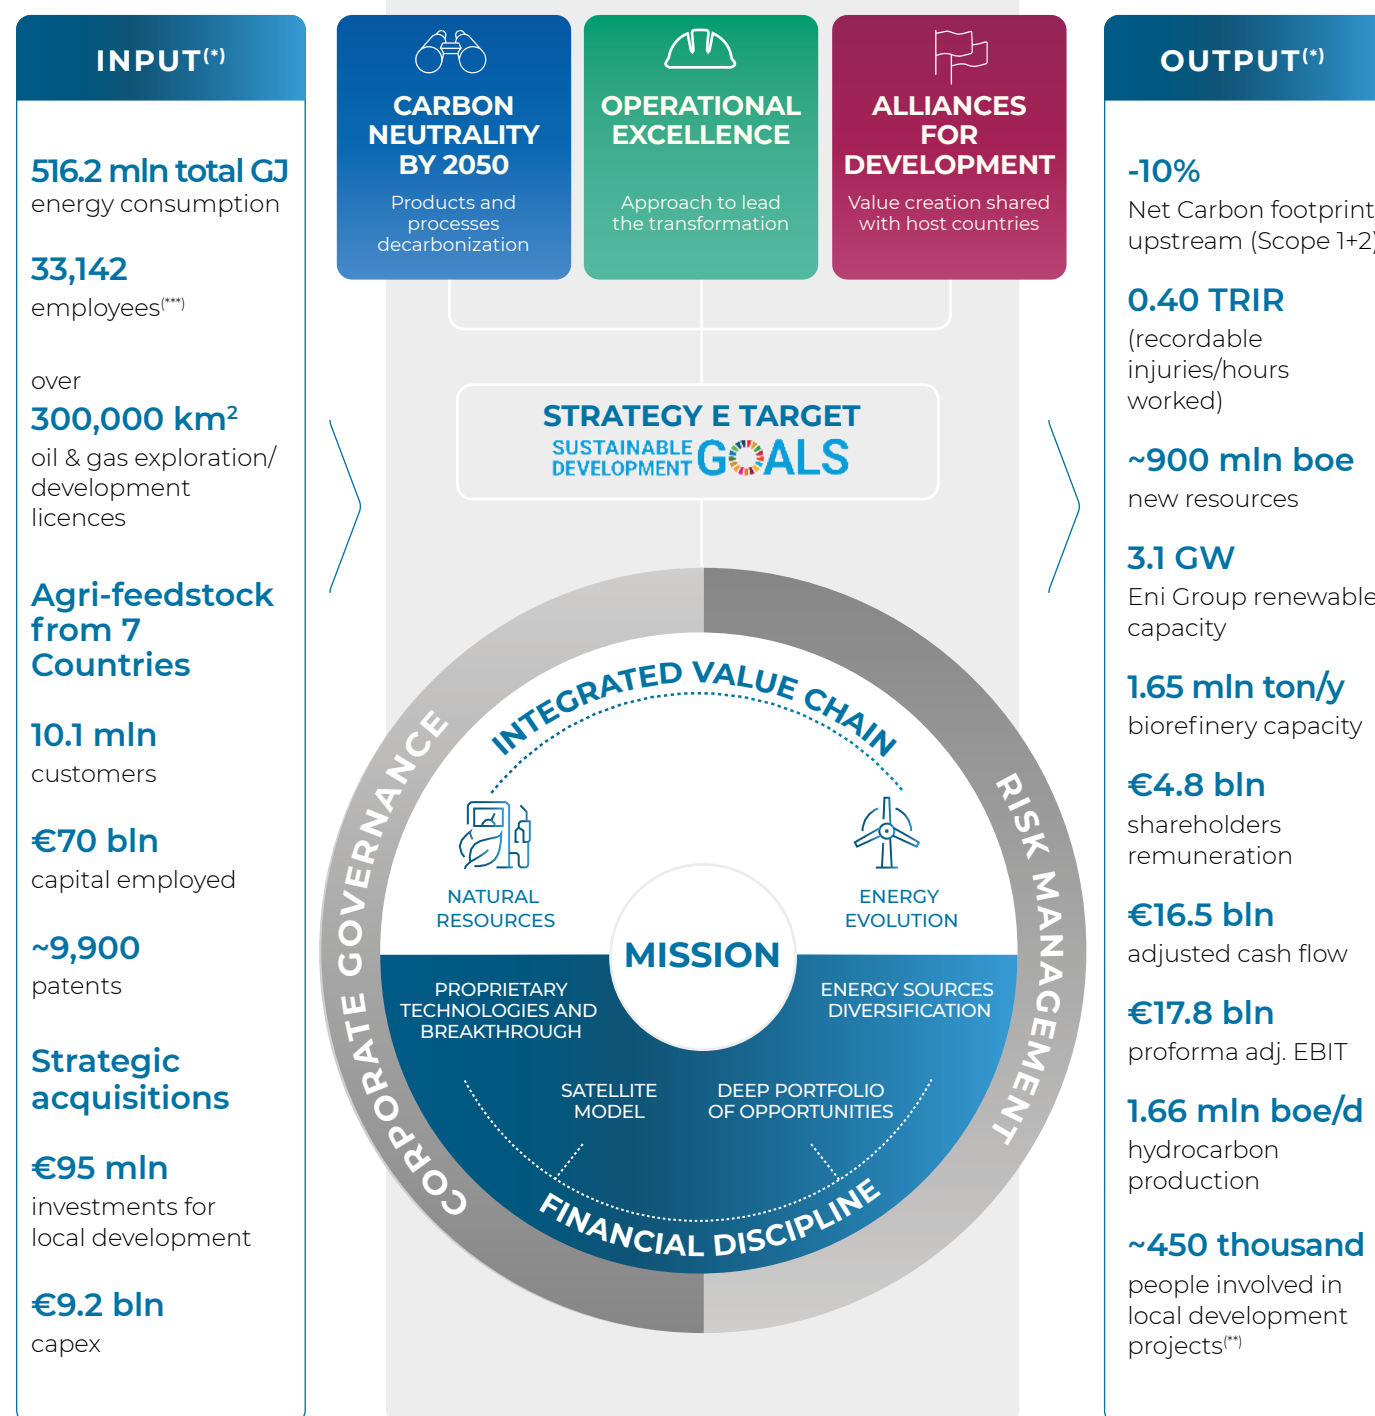 INPUT(*)
516.2 mln total GJ
energy consumption
33,142
employees(***)
over
300,000 km²
oil & gas exploration/
development
licences
Agri-feedstock
from 7
Countries
10.1 mln
customers
€70 bln
capital employed
~9,900
patents
Strategic
acquisitions
€95 mln
investments for
local development
€9.2 bln
capex
CARBON
NEUTRALITY
BY 2050
Products and
processes
decarbonization
OPERATIONAL
EXCELLENCE
Approach to lead
the transformation
ALLIANCES
FOR
DEVELOPMENT
Value creation shared
with host countries
STRATEGY E TARGET
SUSTAINABLE
DEVELOPMENT GOALS
CORPORATE GOVERNANCE
RISK MANAGEMENT
INTEGRATED VALUE CHAIN
NATURAL
RESOURCES
ENERGY
EVOLUTION
MISSION
PROPRIETARY
TECHNOLOGIES AND
BREAKTHROUGH
ENERGY SOURCES
DIVERSIFICATION
SATELLITE
MODEL
DEEP PORTFOLIO
OF OPPORTUNITIES
FINANCIAL DISCIPLINE
OUTPUT(*)
-10%
Net Carbon footprint
upstream (Scope 1+2)
0.40 TRIR
(recordable
injuries/hours
worked)
~900 mln boe
new resources
3.1 GW
Eni Group renewable
capacity
1.65 mln ton/y
biorefinery capacity
€4.8 bln
shareholders
remuneration
€16.5 bln
adjusted cash flow
€17.8 bln
proforma adj. EBIT
1.66 mln boe/d
hydrocarbon
production
~450 thousand
people involved in
local development
projects(**)